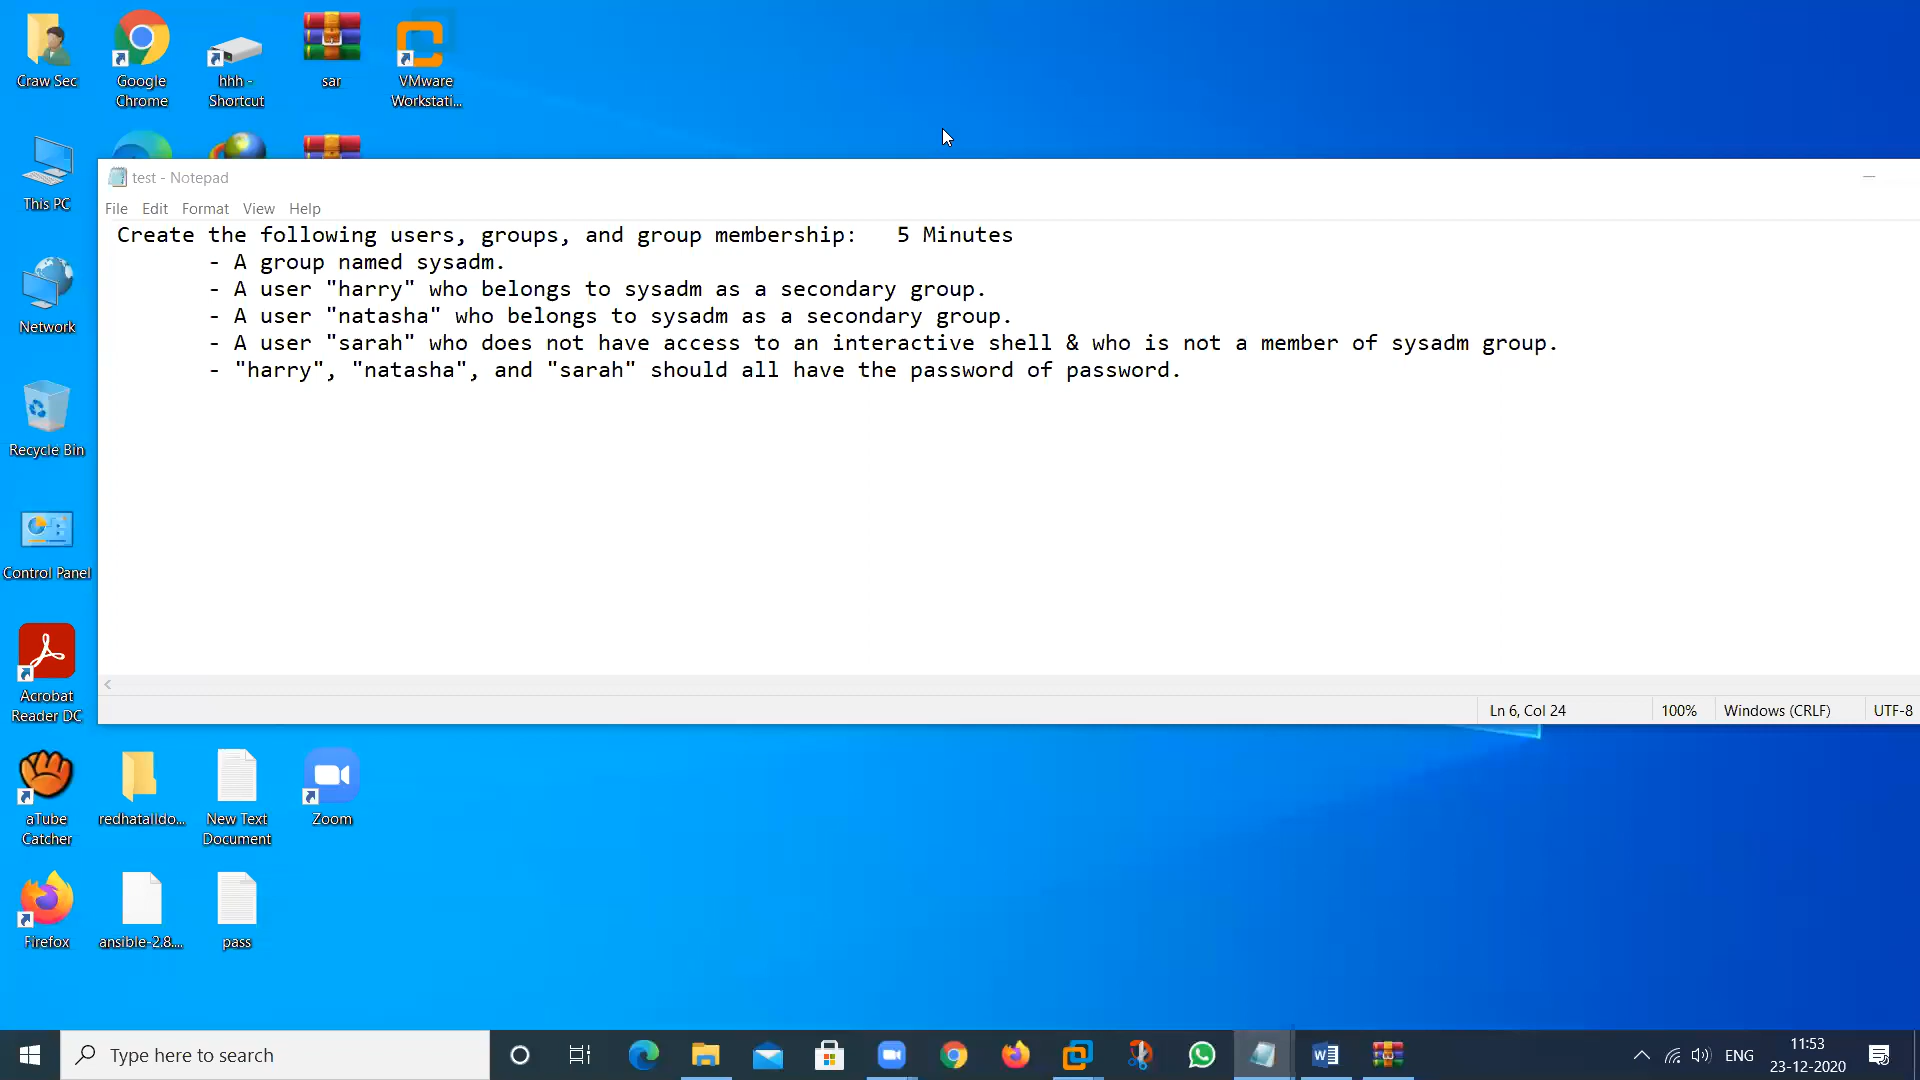 Craw Sec
Google Chrome
hhh - Shortcut
sar
VMware Workstati...
This PC
Network
Recycle Bin
Control Panel
Acrobat Reader DC
test - Notepad
File Edit Format View Help
Create the following users, groups, and group membership: 5 Minutes
- A group named sysadm.
- A user "harry" who belongs to sysadm as a secondary group.
- A user "natasha" who belongs to sysadm as a secondary group.
- A user "sarah" who does not have access to an interactive shell & who is not a member of sysadm group.
- "harry", "natasha", and "sarah" should all have the password of password.
Ln 6, Col 24 100% Windows (CRLF) UTF-8
aTube Catcher
redhatalldo...
New Text Document
Zoom
Firefox
ansible-2.8....
pass
Type here to search
ENG
11:53
23-12-2020